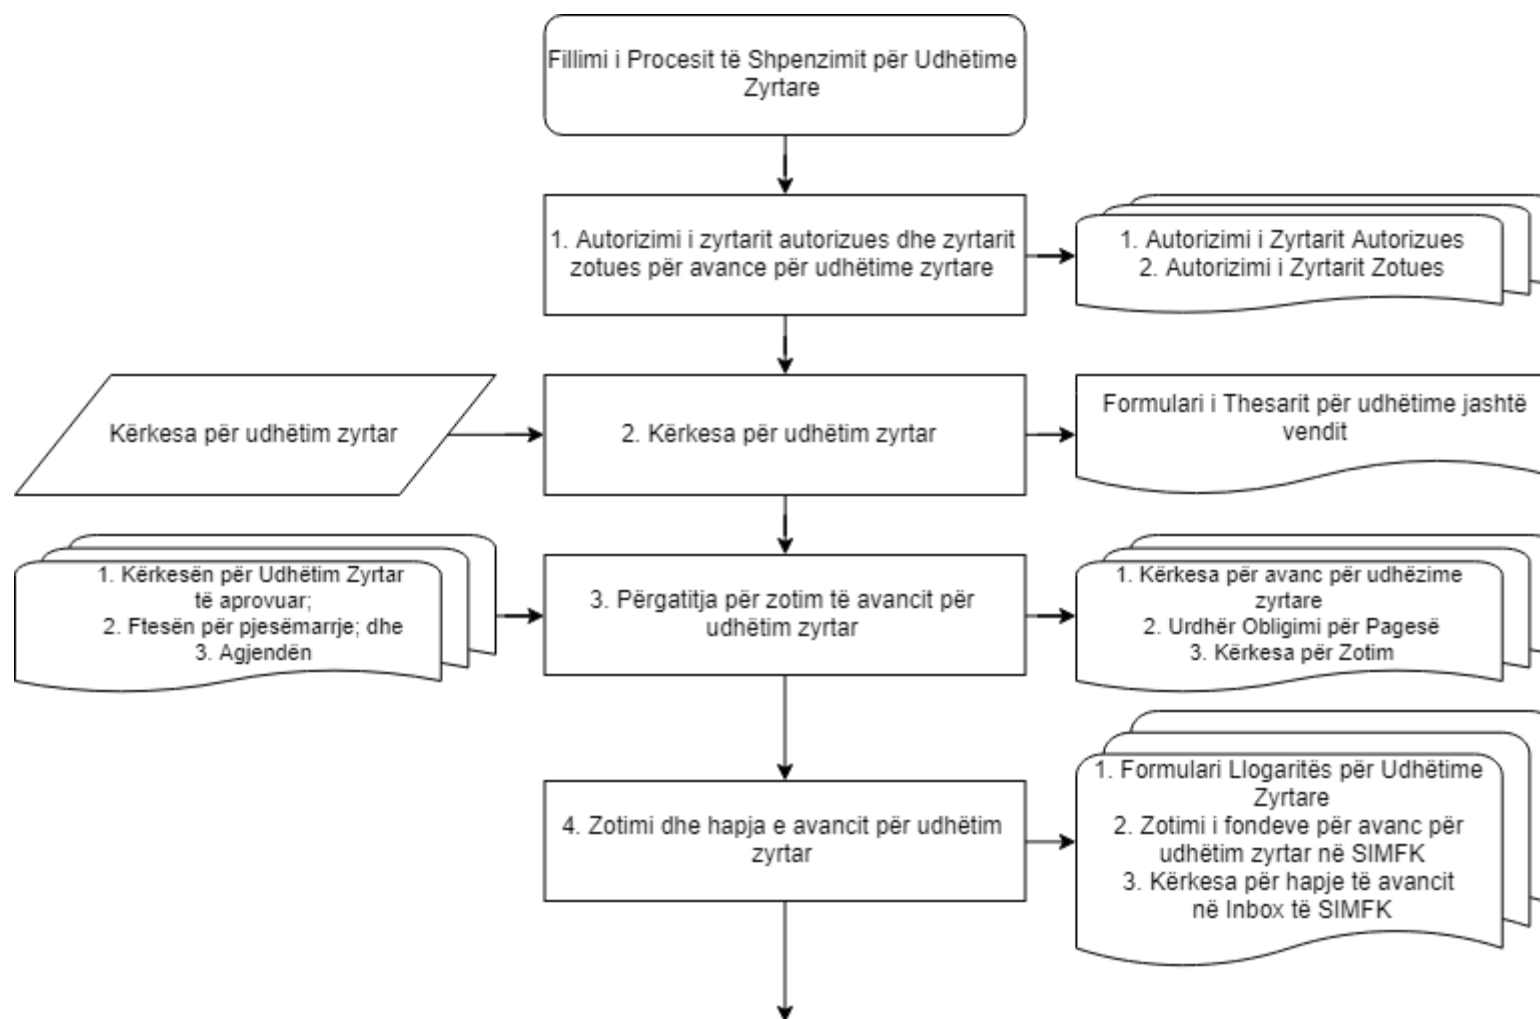 Fillimi i Procesit të Shpenzimit për Udhëtime
Zyrtare
1. Autorizimi i zyrtarit autorizues dhe zyrtarit
zotues për avance për udhëtime zyrtare
1. Autorizimi i Zyrtarit Autorizues
2. Autorizimi i Zyrtarit Zotues
Kërkesa për udhëtim zyrtar
2. Kërkesa për udhëtim zyrtar
Formulari i Thesarit për udhëtime jashtë
vendit
1. Kërkesën për Udhëtim Zyrtar
të aprovuar;
2. Ftesën për pjesëmarrje; dhe
3. Agjendën
3. Përgatitja për zotim të avancit për
udhëtim zyrtar
1. Kërkesa për avanc për udhëzime
zyrtare
2. Urdhër Obligimi për Pagesë
3. Kërkesa për Zotim
4. Zotimi dhe hapja e avancit për udhëtim
zyrtar
1. Formulari Llogaritës për Udhëtime
Zyrtare
2. Zotimi i fondeve për avanc për
udhëtim zyrtar në SIMFK
3. Kërkesa për hapje të avancit
në Inbox të SIMFK